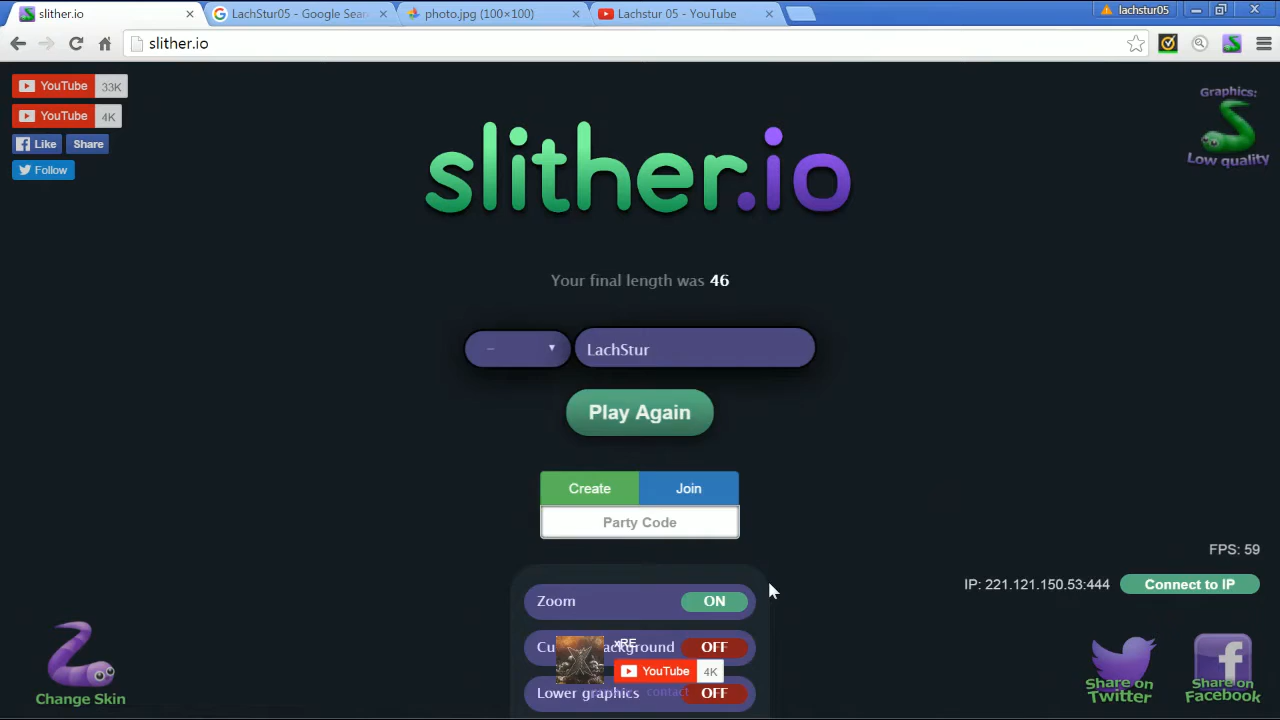 slither.io
LachStur05 - Google Sear
photo.jpg (100×100)
Lachstur 05 - YouTube
lachstur05
slither.io
YouTube 33K
YouTube 4K
Like Share
Follow
Graphics:
Low quality
slither.io
Your final length was 46
LachStur
Play Again
Create Join
Party Code
FPS: 59
IP: 221.121.150.53:444 Connect to IP
Zoom ON
xRE
OFF
YouTube 4K
Lower graphics OFF
contact
Change Skin
Share on
Twitter
Share on
Facebook